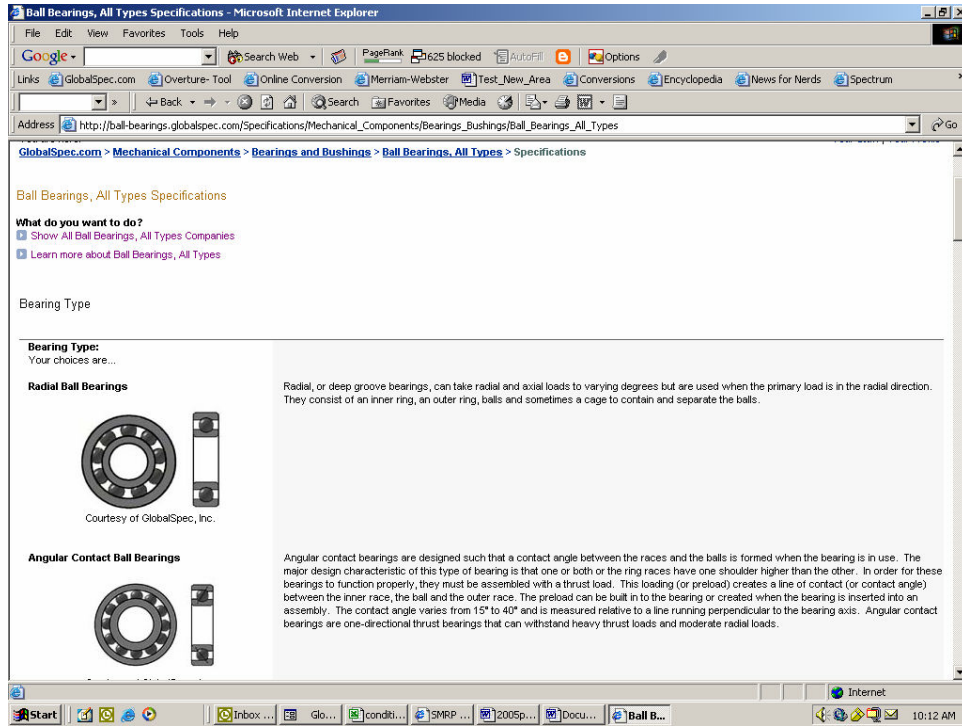 Ball Bearings, All Types Specifications - Microsoft Internet Explorer
File Edit View Favorites Tools Help
Google Search Web PageRank 625 blocked AutoFill Options
Links GlobalSpec.com Overture- Tool Online Conversion Merriam-Webster Test_New_Area Conversions Encyclopedia News for Nerds Spectrum
» Back Search Favorites Media
Address http://ball-bearings.globalspec.com/Specifications/Mechanical_Components/Bearings_Bushings/Ball_Bearings_All_Types Go
GlobalSpec.com > Mechanical Components > Bearings and Bushings > Ball Bearings, All Types > Specifications
Ball Bearings, All Types Specifications
What do you want to do?
Show All Ball Bearings, All Types Companies
Learn more about Ball Bearings, All Types
Bearing Type
Bearing Type:
Your choices are...
Radial Ball Bearings
Radial, or deep groove bearings, can take radial and axial loads to varying degrees but are used when the primary load is in the radial direction.
They consist of an inner ring, an outer ring, balls and sometimes a cage to contain and separate the balls.
Courtesy of GlobalSpec, Inc.
Angular Contact Ball Bearings
Angular contact bearings are designed such that a contact angle between the races and the balls is formed when the bearing is in use. The
major design characteristic of this type of bearing is that one or both or the ring races have one shoulder higher than the other. In order for these
bearings to function properly, they must be assembled with a thrust load. This loading (or preload) creates a line of contact (or contact angle)
between the inner race, the ball and the outer race. The preload can be built in to the bearing or created when the bearing is inserted into an
assembly. The contact angle varies from 15° to 40° and is measured relative to a line running perpendicular to the bearing axis. Angular contact
bearings are one-directional thrust bearings that can withstand heavy thrust loads and moderate radial loads.
Internet
Start Inbox ... Glo... conditi... SMRP ... 2005p... Docu... Ball B... 10:12 AM